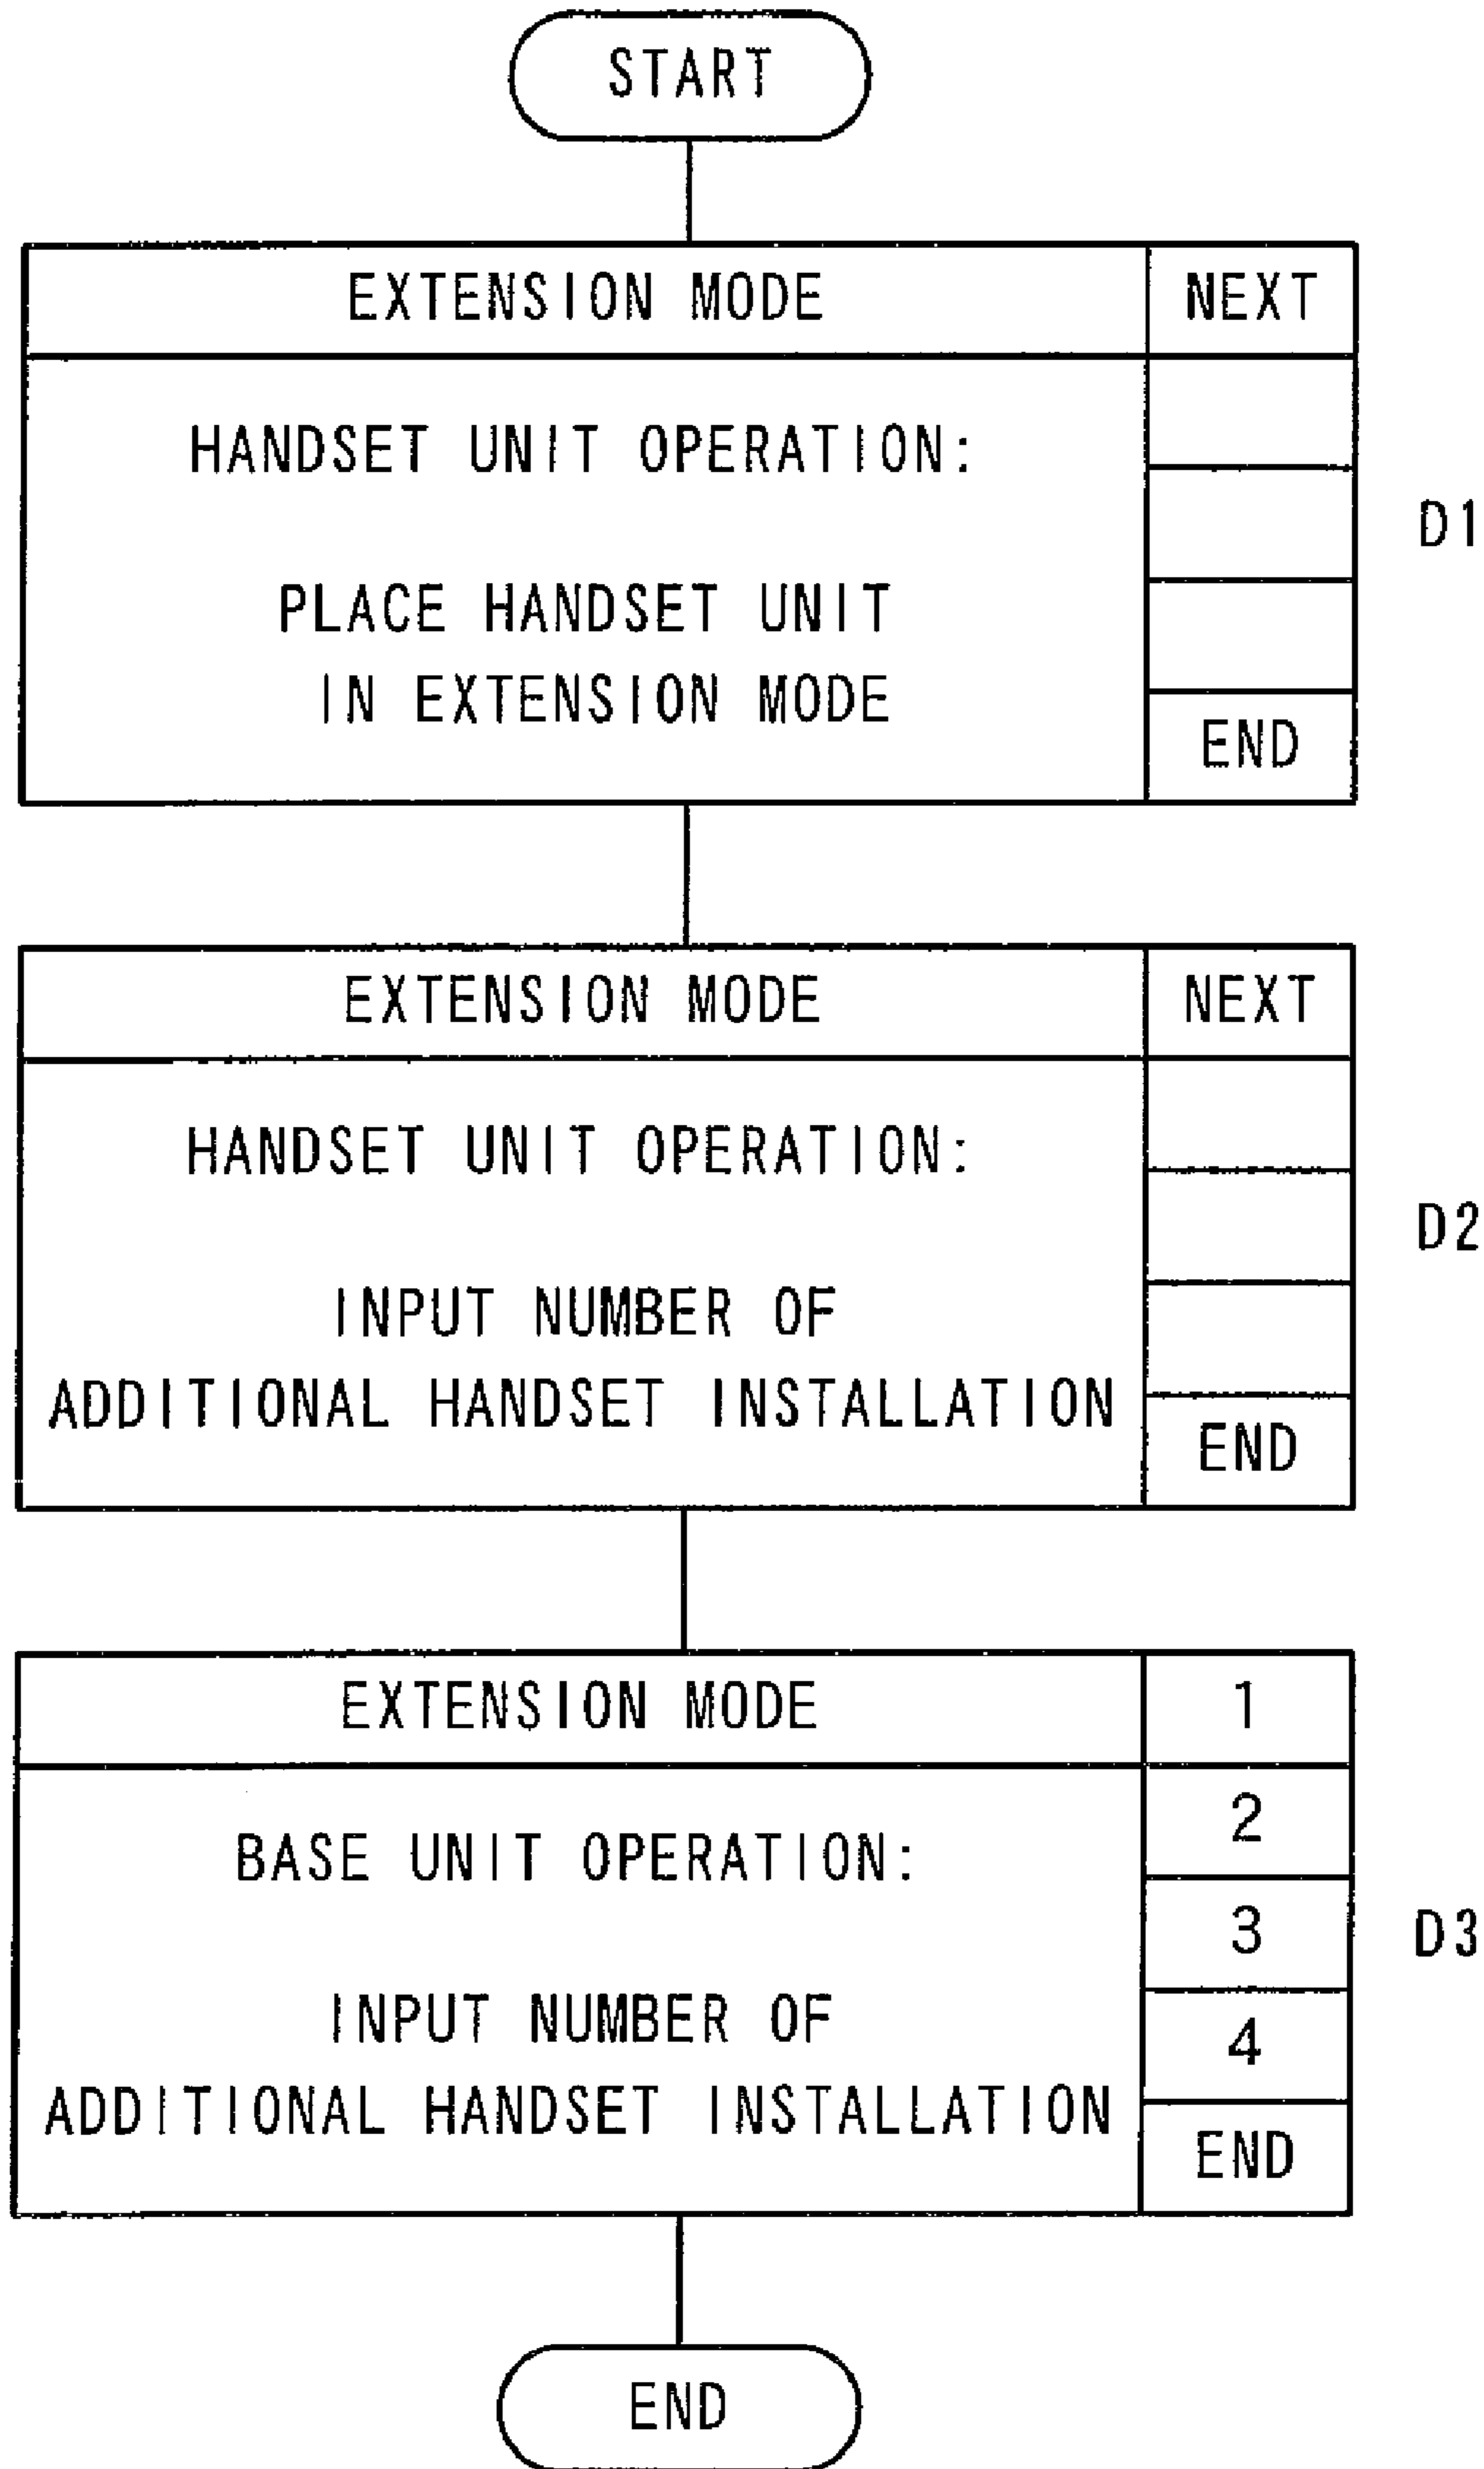 START
EXTENSION MODE
NEXT
HANDSET UNIT OPERATION:
PLACE HANDSET UNIT
IN EXTENSION MODE
END
D1
EXTENSION MODE
NEXT
HANDSET UNIT OPERATION:
INPUT NUMBER OF
ADDITIONAL HANDSET INSTALLATION
END
D2
EXTENSION MODE
1
BASE UNIT OPERATION:
INPUT NUMBER OF
ADDITIONAL HANDSET INSTALLATION
2
3
4
END
D3
END